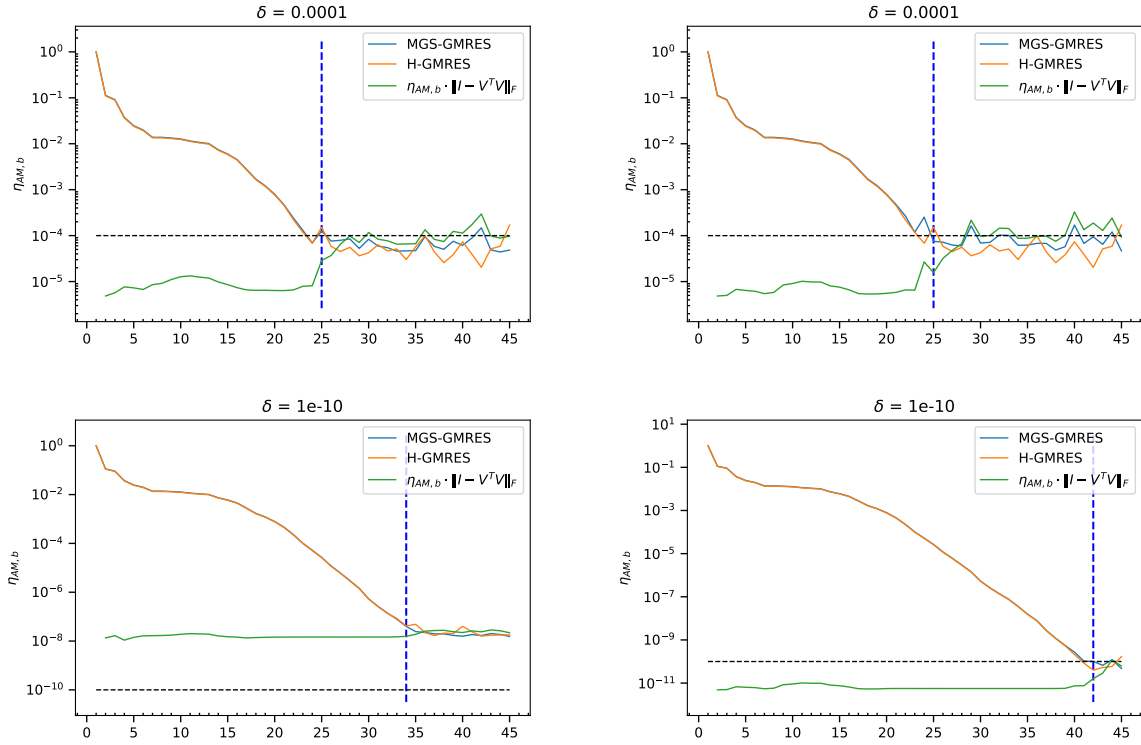 δ = 0.0001
MGS-GMRES
H-GMRES
η_{AM,b} · ‖I − V^T V‖_F
η_{AM,b}
10^0
10^{-1}
10^{-2}
10^{-3}
10^{-4}
10^{-5}
0 5 10 15 20 25 30 35 40 45
δ = 0.0001
MGS-GMRES
H-GMRES
η_{AM,b} · ‖I − V^T V‖_F
η_{AM,b}
10^0
10^{-1}
10^{-2}
10^{-3}
10^{-4}
10^{-5}
0 5 10 15 20 25 30 35 40 45
δ = 1e-10
MGS-GMRES
H-GMRES
η_{AM,b} · ‖I − V^T V‖_F
η_{AM,b}
10^0
10^{-2}
10^{-4}
10^{-6}
10^{-8}
10^{-10}
0 5 10 15 20 25 30 35 40 45
δ = 1e-10
MGS-GMRES
H-GMRES
η_{AM,b} · ‖I − V^T V‖_F
η_{AM,b}
10^1
10^{-1}
10^{-3}
10^{-5}
10^{-7}
10^{-9}
10^{-11}
0 5 10 15 20 25 30 35 40 45